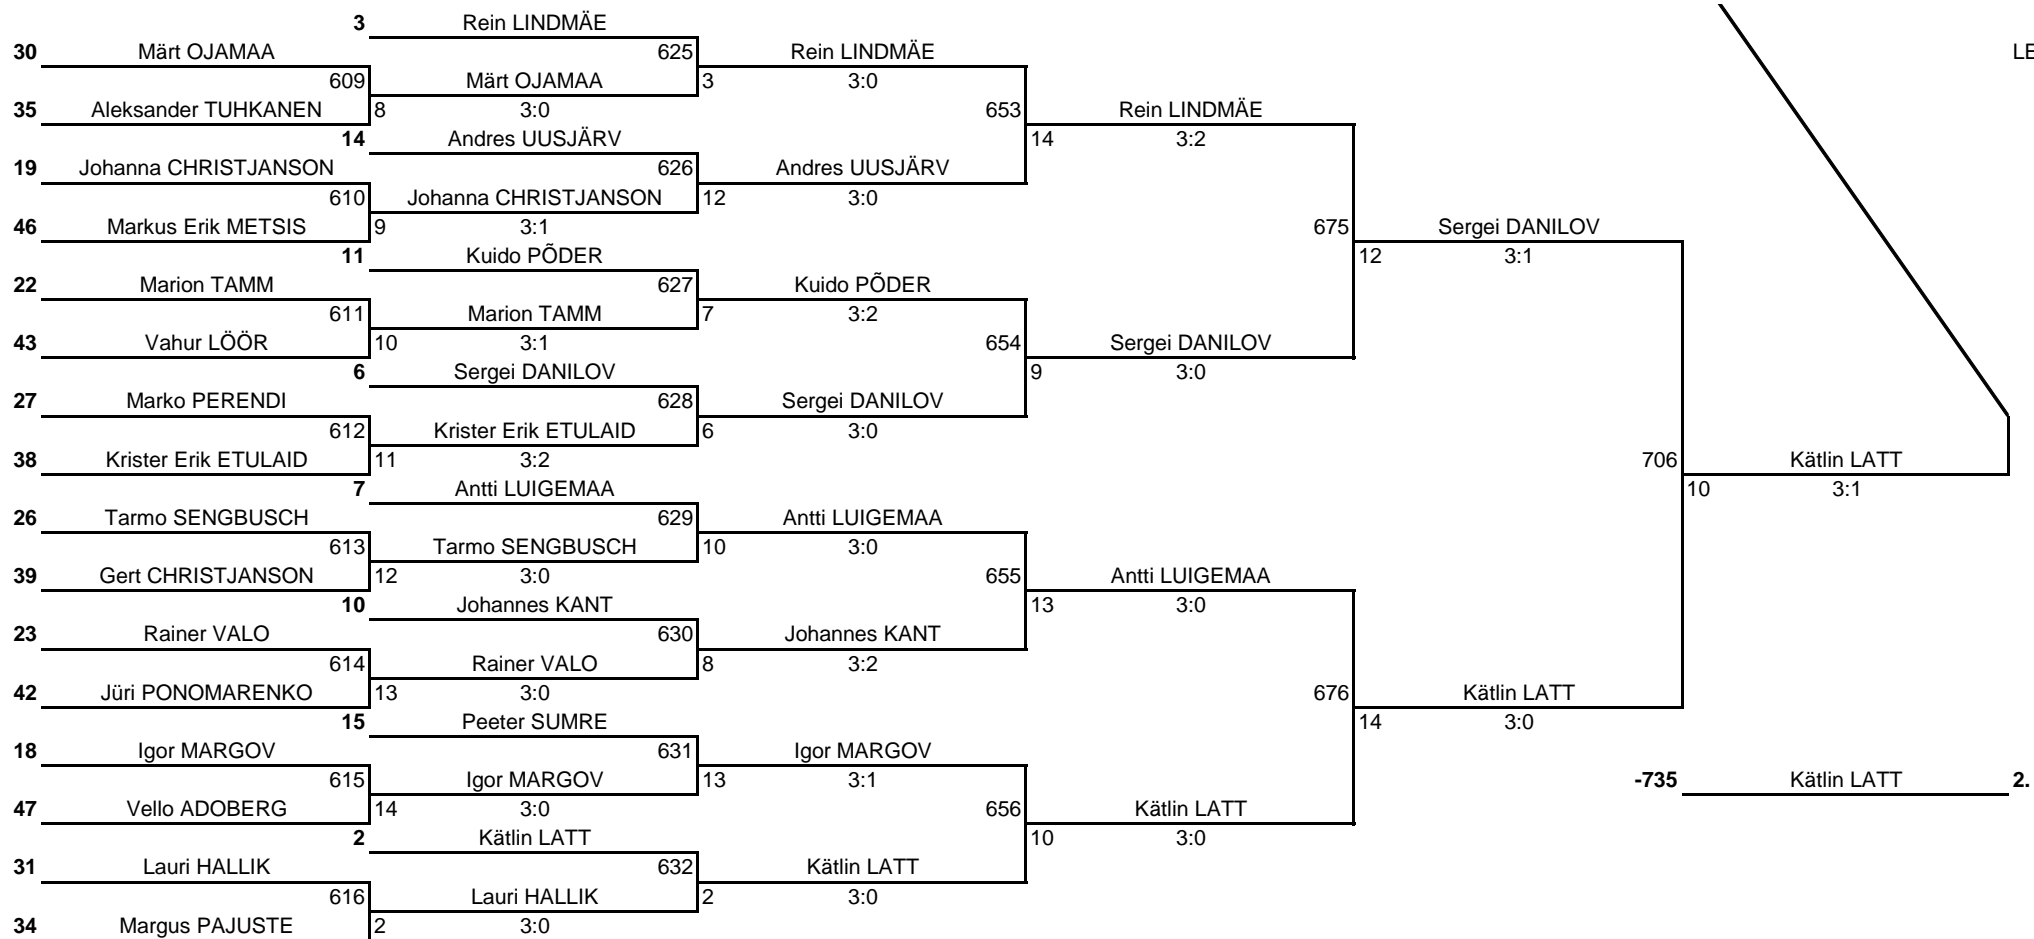 3 Rein LINDMÄE
30 Märt OJAMAA 625 Rein LINDMÄE LE
609 Märt OJAMAA 3 3:0
35 Aleksander TUHKANEN 8 3:0 653 Rein LINDMÄE
14 Andres UUSJÄRV 14 3:2
19 Johanna CHRISTJANSON 626 Andres UUSJÄRV
610 Johanna CHRISTJANSON 12 3:0
46 Markus Erik METSIS 9 3:1 675 Sergei DANILOV
11 Kuido PÕDER 12 3:1
22 Marion TAMM 627 Kuido PÕDER
611 Marion TAMM 7 3:2
43 Vahur LÖÖR 10 3:1 654 Sergei DANILOV
6 Sergei DANILOV 9 3:0
27 Marko PERENDI 628 Sergei DANILOV
612 Krister Erik ETULAID 6 3:0
38 Krister Erik ETULAID 11 3:2 706 Kätlin LATT
7 Antti LUIGEMAA 10 3:1
26 Tarmo SENGBUSCH 629 Antti LUIGEMAA
613 Tarmo SENGBUSCH 10 3:0
39 Gert CHRISTJANSON 12 3:0 655 Antti LUIGEMAA
10 Johannes KANT 13 3:0
23 Rainer VALO 630 Johannes KANT
614 Rainer VALO 8 3:2
42 Jüri PONOMARENKO 13 3:0 676 Kätlin LATT
15 Peeter SUMRE 14 3:0
18 Igor MARGOV 631 Igor MARGOV
615 Igor MARGOV 13 3:1 -735 Kätlin LATT 2.
47 Vello ADOBERG 14 3:0 656 Kätlin LATT
2 Kätlin LATT 10 3:0
31 Lauri HALLIK 632 Kätlin LATT
616 Lauri HALLIK 2 3:0
34 Margus PAJUSTE 2 3:0